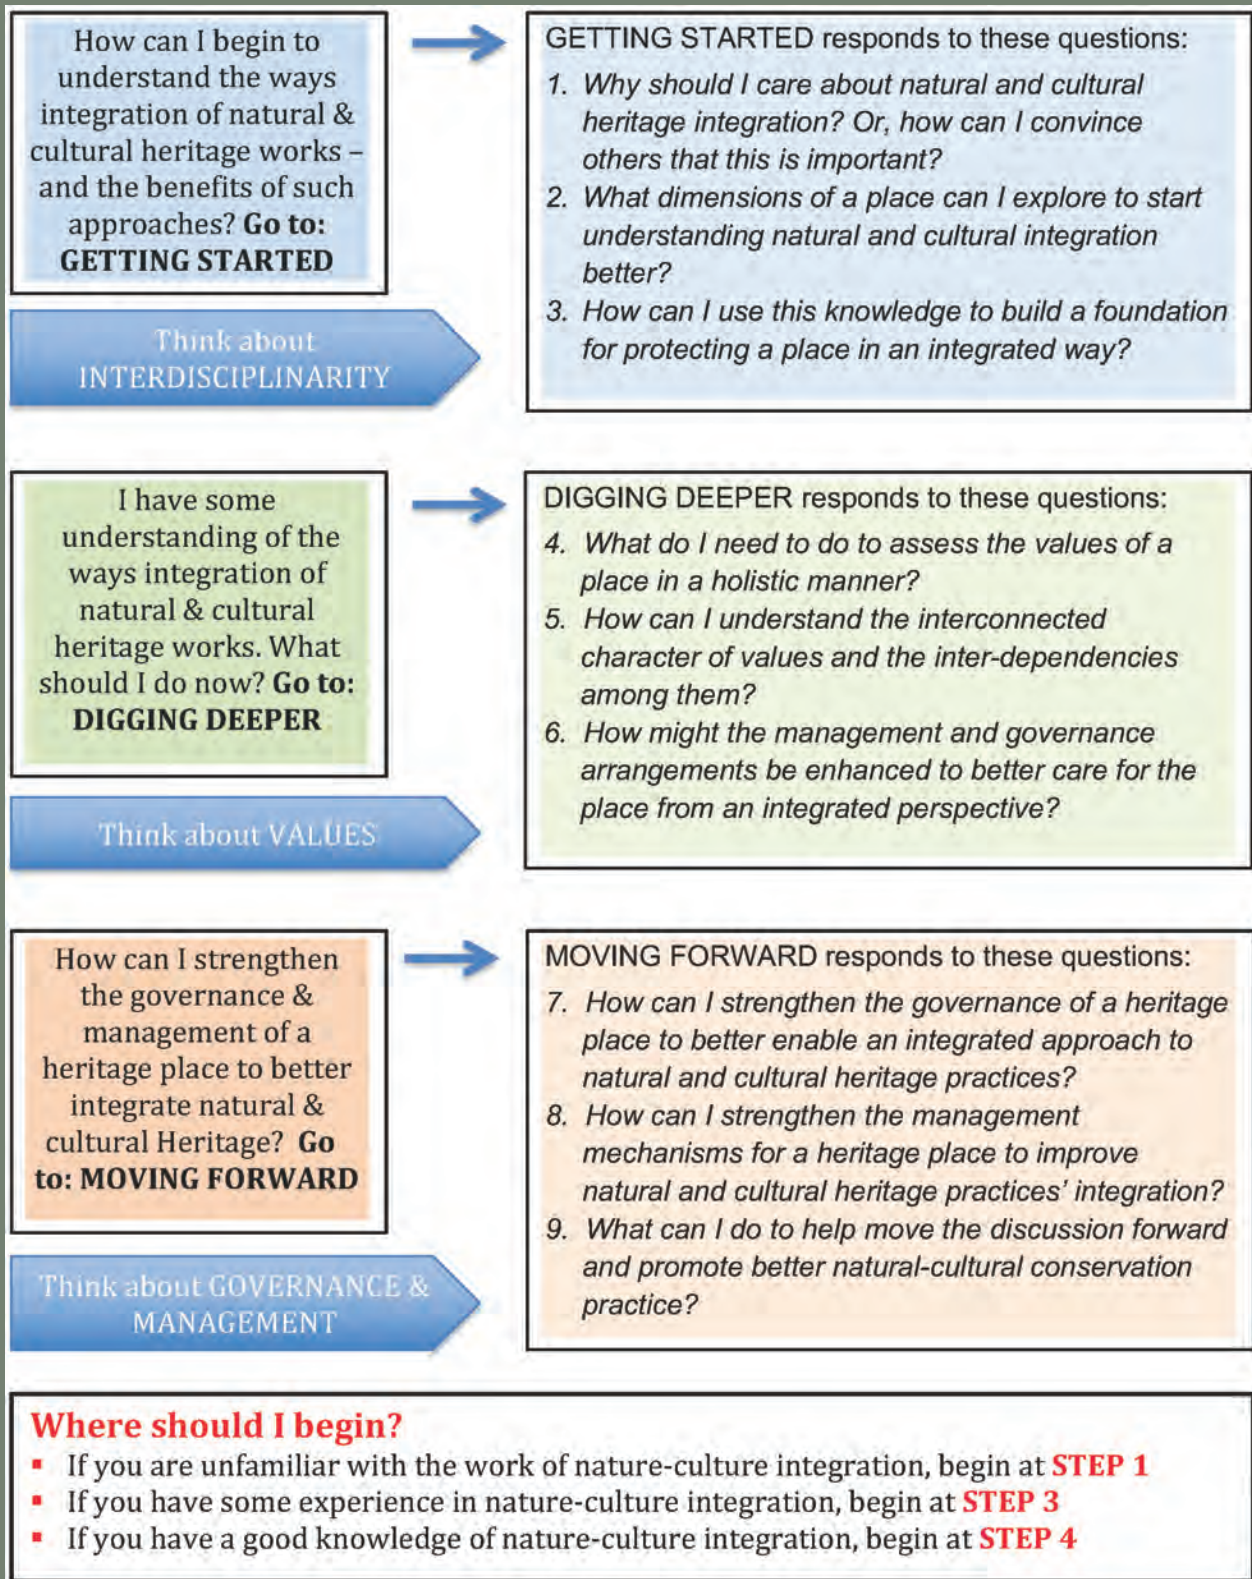 How can I begin to
understand the ways
integration of natural &
cultural heritage works –
and the benefits of such
approaches? Go to:
GETTING STARTED
Think about
INTERDISCIPLINARITY
GETTING STARTED responds to these questions:
1. Why should I care about natural and cultural
heritage integration? Or, how can I convince
others that this is important?
2. What dimensions of a place can I explore to start
understanding natural and cultural integration
better?
3. How can I use this knowledge to build a foundation
for protecting a place in an integrated way?
I have some
understanding of the
ways integration of
natural & cultural
heritage works. What
should I do now? Go to:
DIGGING DEEPER
Think about VALUES
DIGGING DEEPER responds to these questions:
4. What do I need to do to assess the values of a
place in a holistic manner?
5. How can I understand the interconnected
character of values and the inter-dependencies
among them?
6. How might the management and governance
arrangements be enhanced to better care for the
place from an integrated perspective?
How can I strengthen
the governance &
management of a
heritage place to better
integrate natural &
cultural Heritage? Go
to: MOVING FORWARD
Think about GOVERNANCE &
MANAGEMENT
MOVING FORWARD responds to these questions:
7. How can I strengthen the governance of a heritage
place to better enable an integrated approach to
natural and cultural heritage practices?
8. How can I strengthen the management
mechanisms for a heritage place to improve
natural and cultural heritage practices' integration?
9. What can I do to help move the discussion forward
and promote better natural-cultural conservation
practice?
Where should I begin?
▪ If you are unfamiliar with the work of nature-culture integration, begin at STEP 1
▪ If you have some experience in nature-culture integration, begin at STEP 3
▪ If you have a good knowledge of nature-culture integration, begin at STEP 4